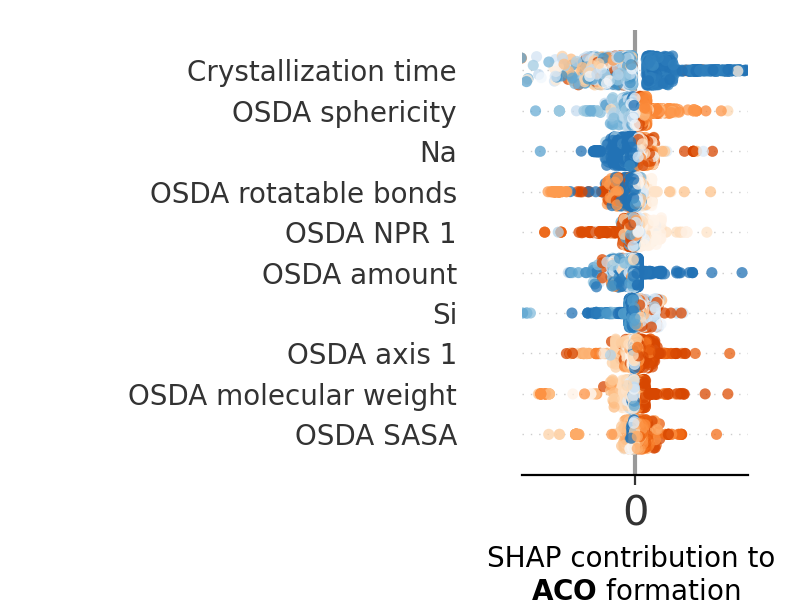 Crystallization time
OSDA sphericity
Na
OSDA rotatable bonds
OSDA NPR 1
OSDA amount
Si
OSDA axis 1
OSDA molecular weight
OSDA SASA
0
SHAP contribution to
ACO formation